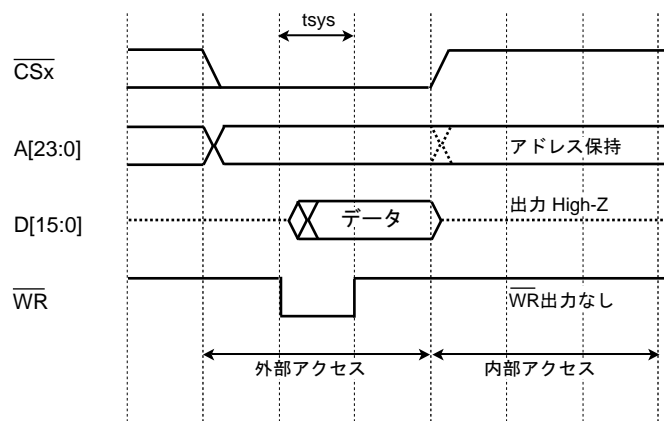 tsys
CSx
A[23:0]
アドレス保持
D[15:0]
データ
出力 High-Z
WR
WR出力なし
外部アクセス
内部アクセス